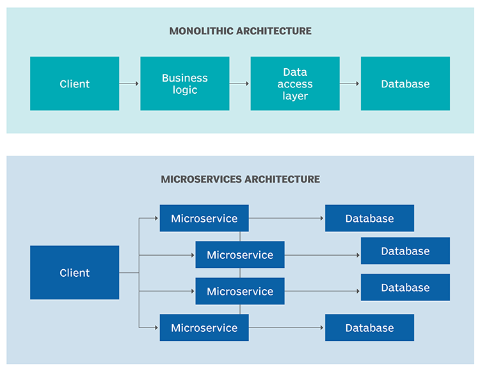 MONOLITHIC ARCHITECTURE
Client
Business
logic
Data
access
layer
Database
MICROSERVICES ARCHITECTURE
Microservice
Database
Microservice
Database
Client
Microservice
Database
Microservice
Database